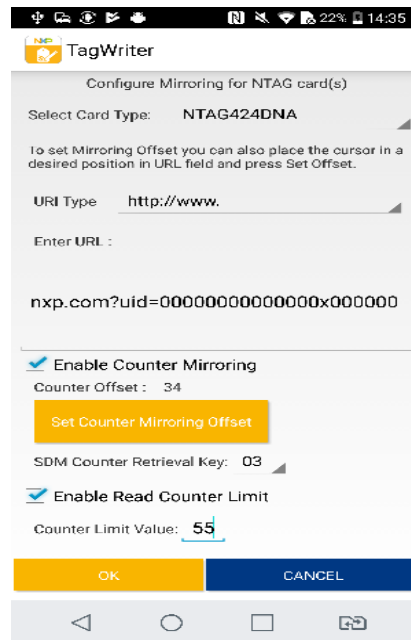 22% 14:35
NXP
TagWriter
Configure Mirroring for NTAG card(s)
Select Card Type: NTAG424DNA
To set Mirroring Offset you can also place the cursor in a
desired position in URL field and press Set Offset.
URI Type http://www.
Enter URL :
nxp.com?uid=00000000000000x000000
Enable Counter Mirroring
Counter Offset : 34
Set Counter Mirroring Offset
SDM Counter Retrieval Key: 03
Enable Read Counter Limit
Counter Limit Value: 55
OK CANCEL